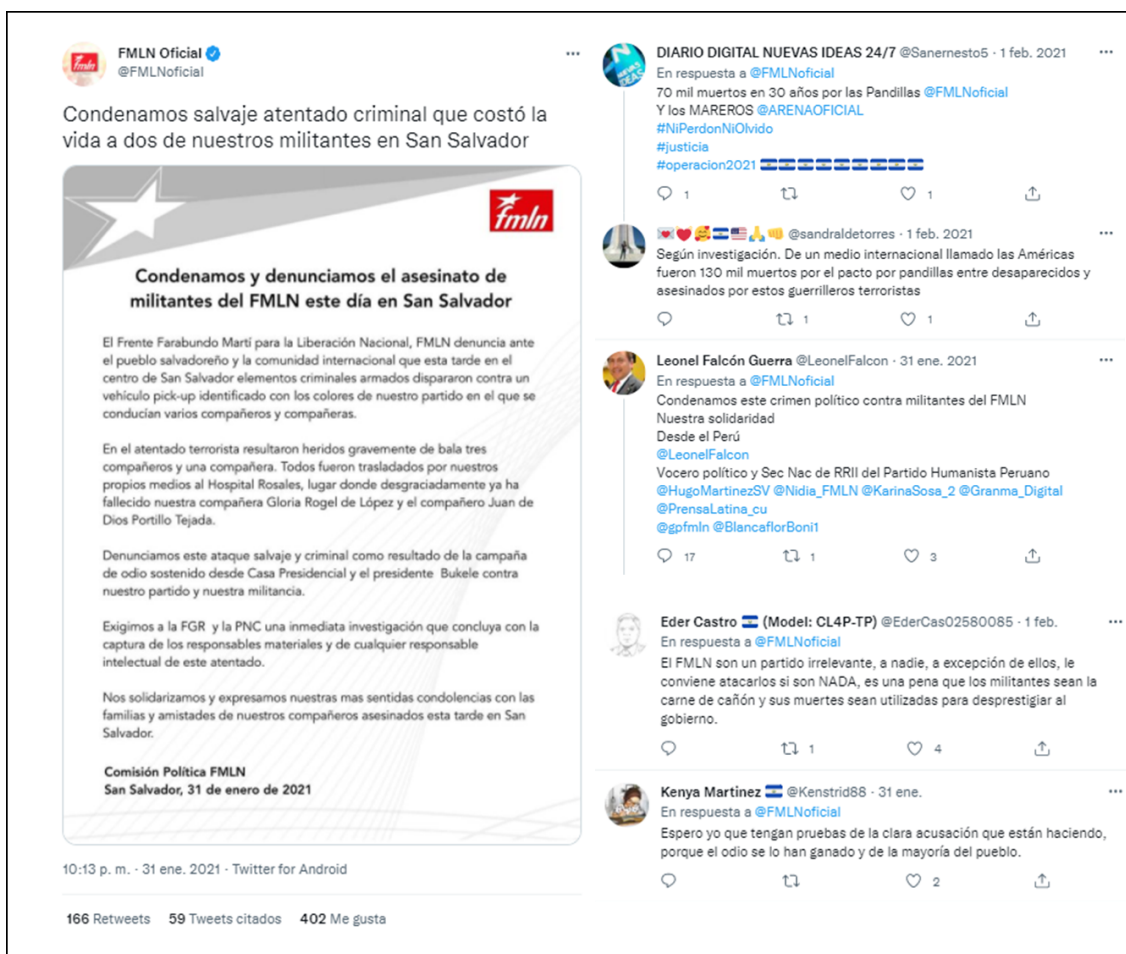 FMLN Oficial
@FMLNoficial
Condenamos salvaje atentado criminal que costó la
vida a dos de nuestros militantes en San Salvador
fmln
Condenamos y denunciamos el asesinato de
militantes del FMLN este día en San Salvador
El Frente Farabundo Martí para la Liberación Nacional, FMLN denuncia ante
el pueblo salvadoreño y la comunidad internacional que esta tarde en el
centro de San Salvador elementos criminales armados dispararon contra un
vehículo pick-up identificado con los colores de nuestro partido en el que se
conducían varios compañeros y compañeras.
En el atentado terrorista resultaron heridos gravemente de bala tres
compañeros y una compañera. Todos fueron trasladados por nuestros
propios medios al Hospital Rosales, lugar donde desgraciadamente ya ha
fallecido nuestra compañera Gloria Rogel de López y el compañero Juan de
Dios Portillo Tejada.
Denunciamos este ataque salvaje y criminal como resultado de la campaña
de odio sostenido desde Casa Presidencial y el presidente Bukele contra
nuestro partido y nuestra militancia.
Exigimos a la FGR y la PNC una inmediata investigación que concluya con la
captura de los responsables materiales y de cualquier responsable
intelectual de este atentado.
Nos solidarizamos y expresamos nuestras mas sentidas condolencias con las
familias y amistades de nuestros compañeros asesinados esta tarde en San
Salvador.
Comisión Política FMLN
San Salvador, 31 de enero de 2021
10:13 p. m. · 31 ene. 2021 · Twitter for Android
166 Retweets 59 Tweets citados 402 Me gusta
DIARIO DIGITAL NUEVAS IDEAS 24/7 @Sanernesto5 · 1 feb. 2021
En respuesta a @FMLNoficial
70 mil muertos en 30 años por las Pandillas @FMLNoficial
Y los MAREROS @ARENAOFICIAL
#NiPerdonNiOlvido
#justicia
#operacion2021 🇸🇻🇸🇻🇸🇻🇸🇻🇸🇻🇸🇻🇸🇻🇸🇻🇸🇻
1 1
💌❤️🥰🇸🇻🇺🇸🙏👊 @sandraldetorres · 1 feb. 2021
Según investigación. De un medio internacional llamado las Américas
fueron 130 mil muertos por el pacto por pandillas entre desaparecidos y
asesinados por estos guerrilleros terroristas
1 1
Leonel Falcón Guerra @LeonelFalcon · 31 ene. 2021
En respuesta a @FMLNoficial
Condenamos este crimen político contra militantes del FMLN
Nuestra solidaridad
Desde el Perú
@LeonelFalcon
Vocero político y Sec Nac de RRII del Partido Humanista Peruano
@HugoMartinezSV @Nidia_FMLN @KarinaSosa_2 @Granma_Digital
@PrensaLatina_cu
@gpfmln @BlancaflorBoni1
17 1 3
Eder Castro 🇸🇻 (Model: CL4P-TP) @EderCas02580085 · 1 feb.
En respuesta a @FMLNoficial
El FMLN son un partido irrelevante, a nadie, a excepción de ellos, le
conviene atacarlos si son NADA, es una pena que los militantes sean la
carne de cañón y sus muertes sean utilizadas para desprestigiar al
gobierno.
1 4
Kenya Martinez 🇸🇻 @Kenstrid88 · 31 ene.
En respuesta a @FMLNoficial
Espero yo que tengan pruebas de la clara acusación que están haciendo,
porque el odio se lo han ganado y de la mayoría del pueblo.
2